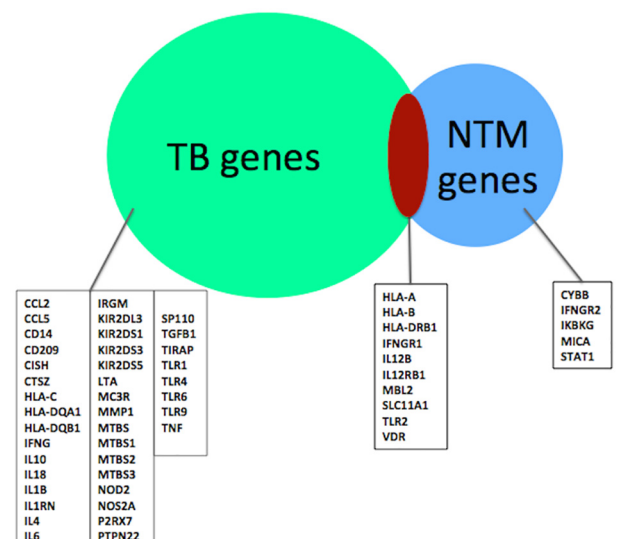 TB genes
NTM
genes
CCL2
CCL5
CD14
CD209
CISH
CTSZ
HLA-C
HLA-DQA1
HLA-DQB1
IFNG
IL10
IL18
IL1B
IL1RN
IL4
IL6
IRGM
KIR2DL3
KIR2DS1
KIR2DS3
KIR2DS5
LTA
MC3R
MMP1
MTBS
MTBS1
MTBS2
MTBS3
NOD2
NOS2A
P2RX7
PTPN22
SP110
TGFB1
TIRAP
TLR1
TLR4
TLR6
TLR9
TNF
HLA-A
HLA-B
HLA-DRB1
IFNGR1
IL12B
IL12RB1
MBL2
SLC11A1
TLR2
VDR
CYBB
IFNGR2
IKBKG
MICA
STAT1